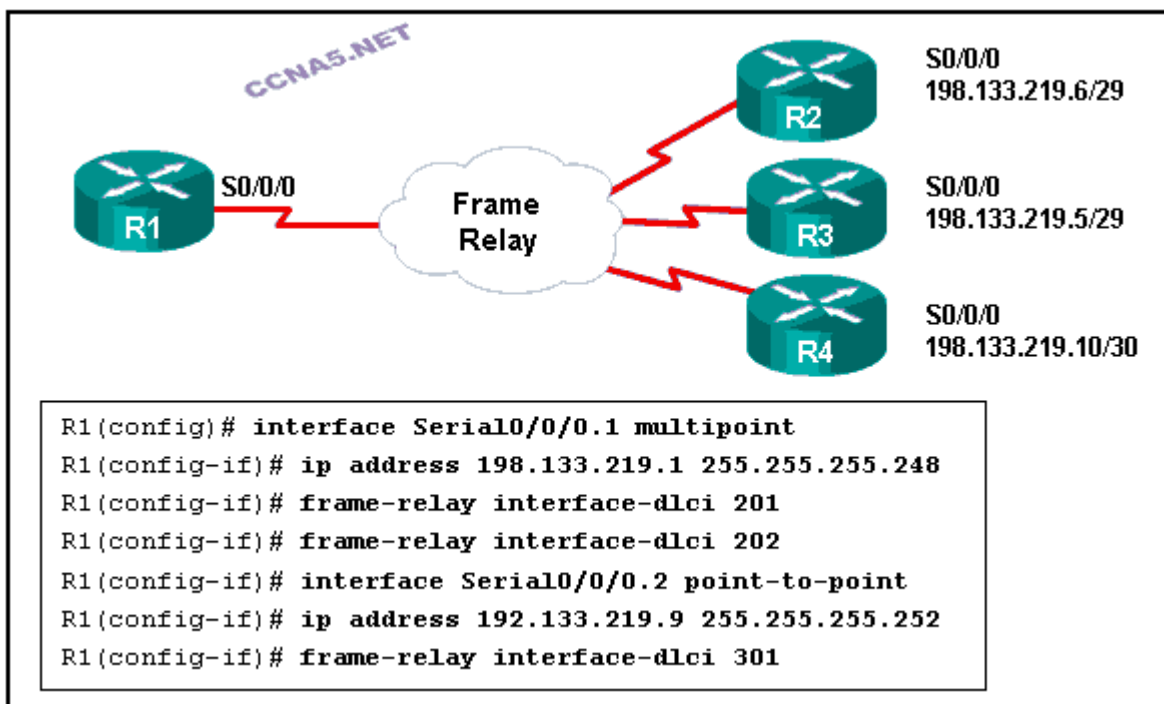 CCNA5.NET
S0/0/0
198.133.219.6/29
R2
S0/0/0
R1
Frame
Relay
S0/0/0
198.133.219.5/29
R3
S0/0/0
198.133.219.10/30
R4
R1(config)# interface Serial0/0/0.1 multipoint
R1(config-if)# ip address 198.133.219.1 255.255.255.248
R1(config-if)# frame-relay interface-dlci 201
R1(config-if)# frame-relay interface-dlci 202
R1(config-if)# interface Serial0/0/0.2 point-to-point
R1(config-if)# ip address 192.133.219.9 255.255.255.252
R1(config-if)# frame-relay interface-dlci 301